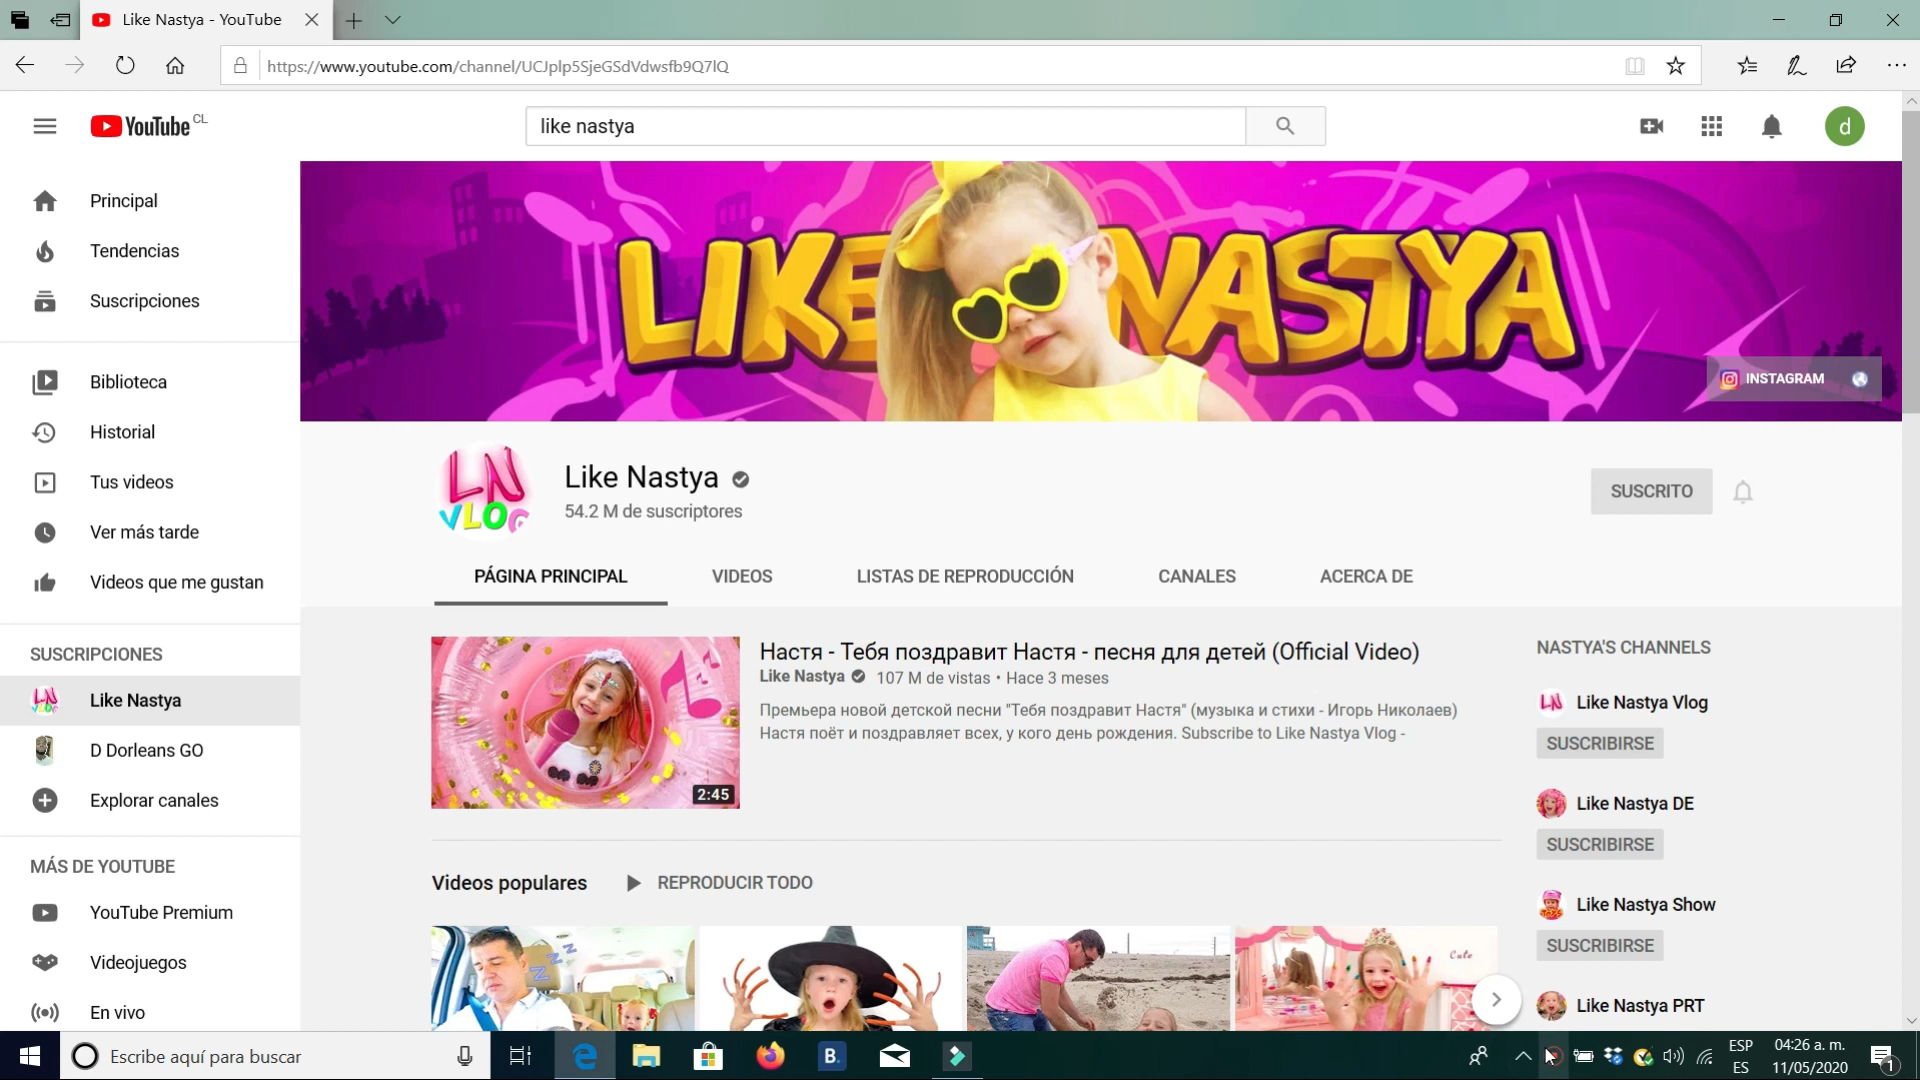 Like Nastya - YouTube
https://www.youtube.com/channel/UCJplp5SjeGSdVdwsfb9Q7lQ
YouTube CL
like nastya
d
Principal
Tendencias
Suscripciones
Biblioteca
Historial
Tus videos
Ver más tarde
Videos que me gustan
SUSCRIPCIONES
Like Nastya
D Dorleans GO
Explorar canales
MÁS DE YOUTUBE
YouTube Premium
Videojuegos
En vivo
LIKE NASTYA
INSTAGRAM
LN
VLOG
Like Nastya
54.2 M de suscriptores
SUSCRITO
PÁGINA PRINCIPAL
VIDEOS
LISTAS DE REPRODUCCIÓN
CANALES
ACERCA DE
2:45
Настя - Тебя поздравит Настя - песня для детей (Official Video)
Like Nastya 107 M de vistas • Hace 3 meses
Премьера новой детской песни "Тебя поздравит Настя" (музыка и стихи - Игорь Николаев)
Настя поёт и поздравляет всех, у кого день рождения. Subscribe to Like Nastya Vlog -
Videos populares
REPRODUCIR TODO
z z z
Cute
NASTYA'S CHANNELS
LN
Like Nastya Vlog
SUSCRIBIRSE
Like Nastya DE
SUSCRIBIRSE
Like Nastya Show
SUSCRIBIRSE
Like Nastya PRT
Escribe aquí para buscar
B.
ESP
ES
04:26 a. m.
11/05/2020
1